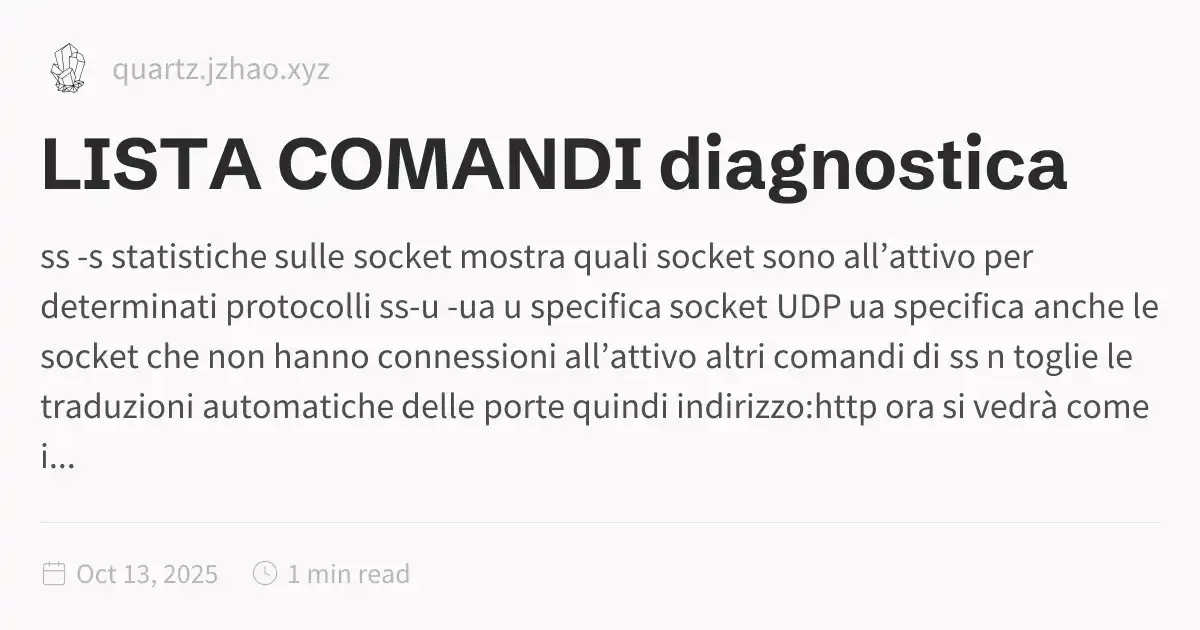 quartz.jzhao.xyz
LISTA COMANDI diagnostica
ss -s statistiche sulle socket mostra quali socket sono all’attivo per
determinati protocolli ss-u -ua u specifica socket UDP ua specifica anche le
socket che non hanno connessioni all’attivo altri comandi di ss n toglie le
traduzioni automatiche delle porte quindi indirizzo:http ora si vedrà come
i...
Oct 13, 2025 1 min read